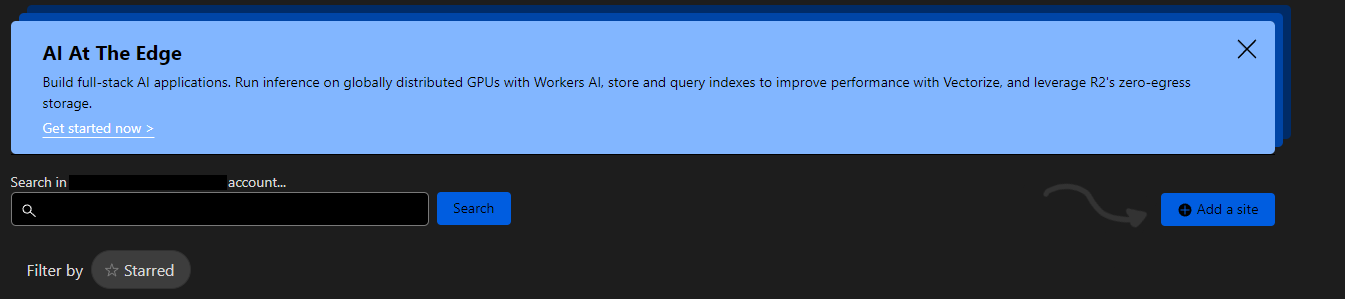 AI At The Edge
Build full-stack AI applications. Run inference on globally distributed GPUs with Workers AI, store and query indexes to improve performance with Vectorize, and leverage R2's zero-egress
storage.
Get started now >
Search in account...
Search
Add a site
Filter by ☆ Starred